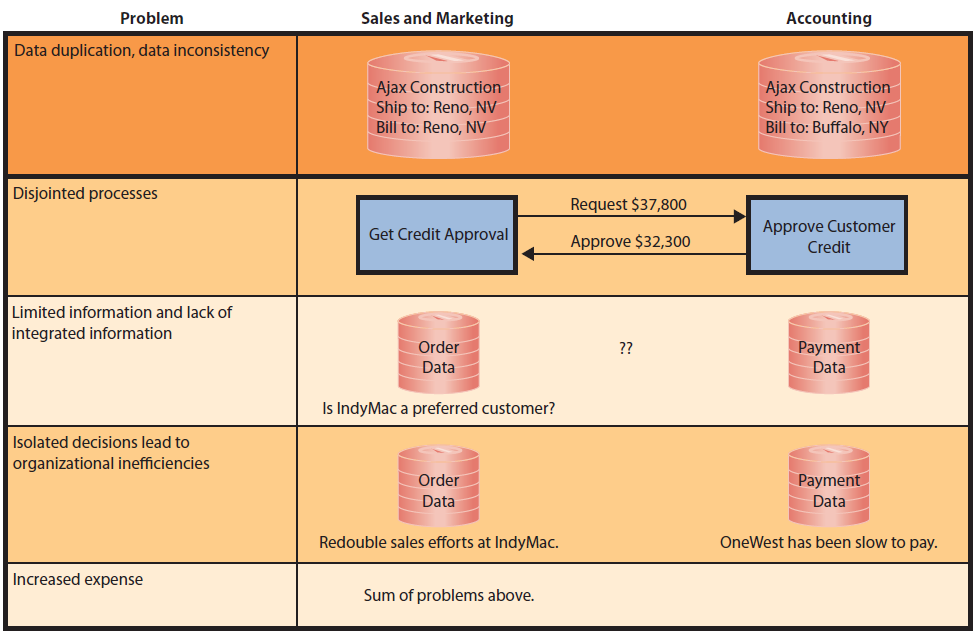 Problem
Sales and Marketing
Accounting
Data duplication, data inconsistency
Ajax Construction
Ship to: Reno, NV
Bill to: Reno, NV
Ajax Construction
Ship to: Reno, NV
Bill to: Buffalo, NY
Disjointed processes
Get Credit Approval
Request $37,800
Approve $32,300
Approve Customer
Credit
Limited information and lack of
integrated information
Order
Data
??
Payment
Data
Is IndyMac a preferred customer?
Isolated decisions lead to
organizational inefficiencies
Order
Data
Payment
Data
Redouble sales efforts at IndyMac.
OneWest has been slow to pay.
Increased expense
Sum of problems above.